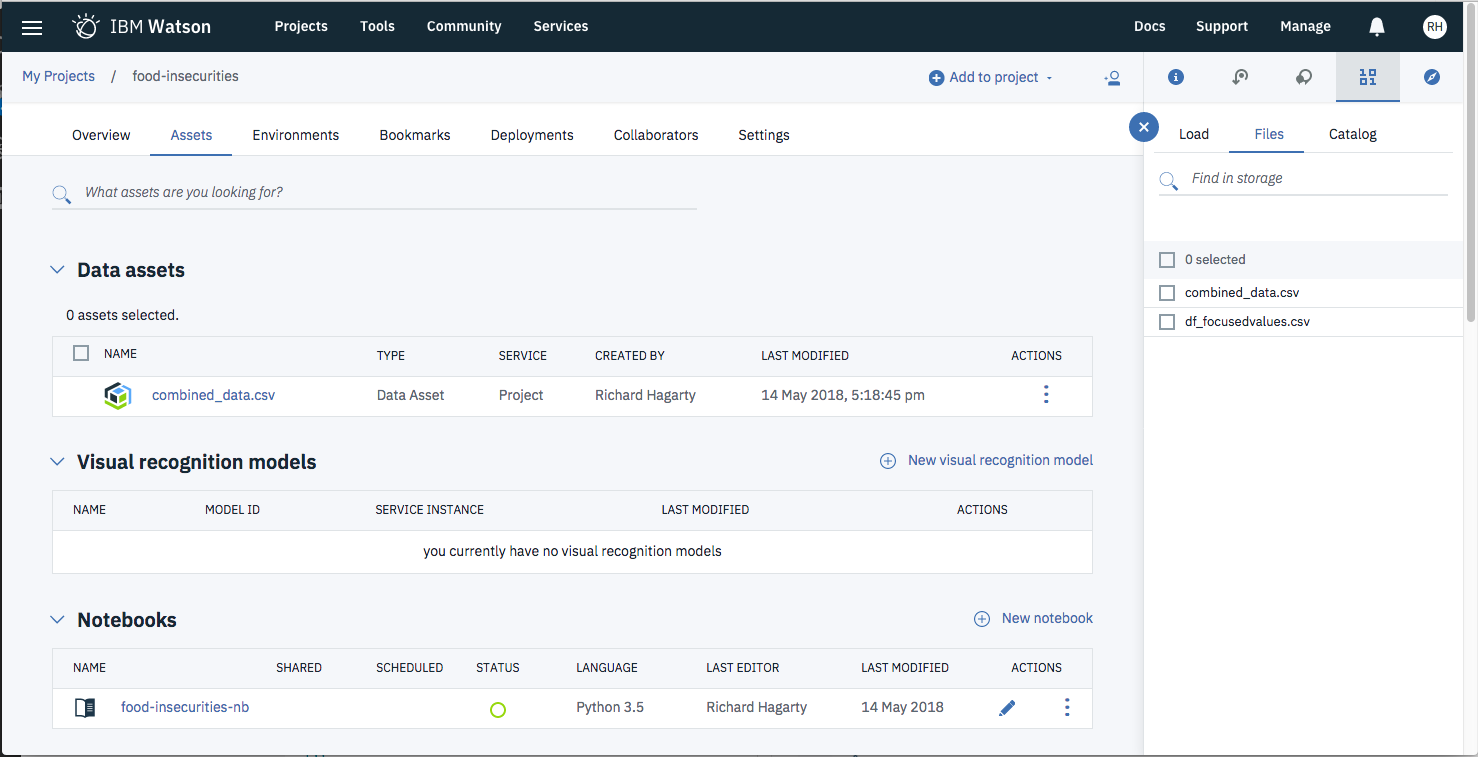 IBM Watson Projects Tools Community Services Docs Support Manage RH
My Projects / food-insecurities Add to project
Overview Assets Environments Bookmarks Deployments Collaborators Settings
What assets are you looking for?
Data assets
0 assets selected.
NAME TYPE SERVICE CREATED BY LAST MODIFIED ACTIONS
combined_data.csv Data Asset Project Richard Hagarty 14 May 2018, 5:18:45 pm
Visual recognition models New visual recognition model
NAME MODEL ID SERVICE INSTANCE LAST MODIFIED ACTIONS
you currently have no visual recognition models
Notebooks New notebook
NAME SHARED SCHEDULED STATUS LANGUAGE LAST EDITOR LAST MODIFIED ACTIONS
food-insecurities-nb Python 3.5 Richard Hagarty 14 May 2018
Load Files Catalog
Find in storage
0 selected
combined_data.csv
df_focusedvalues.csv